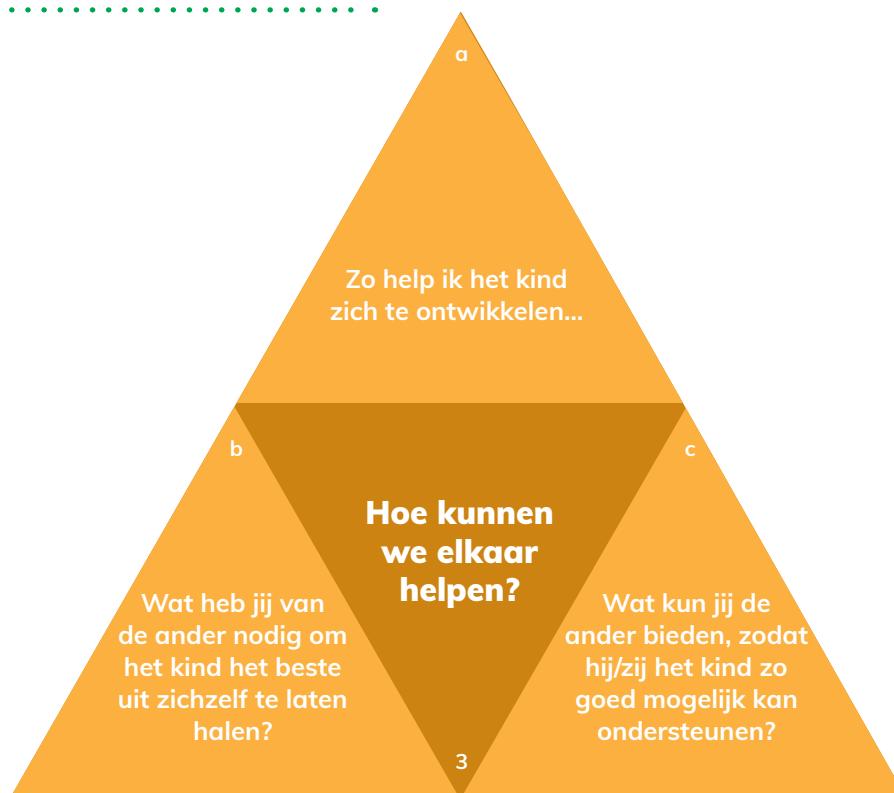 a
Zo help ik het kind
zich te ontwikkelen...
Hoe kunnen
we elkaar
helpen?
3
b
Wat heb jij van
de ander nodig om
het kind het beste
uit zichzelf te laten
halen?
c
Wat kun jij de
ander bieden, zodat
hij/zij het kind zo
goed mogelijk kan
ondersteunen?